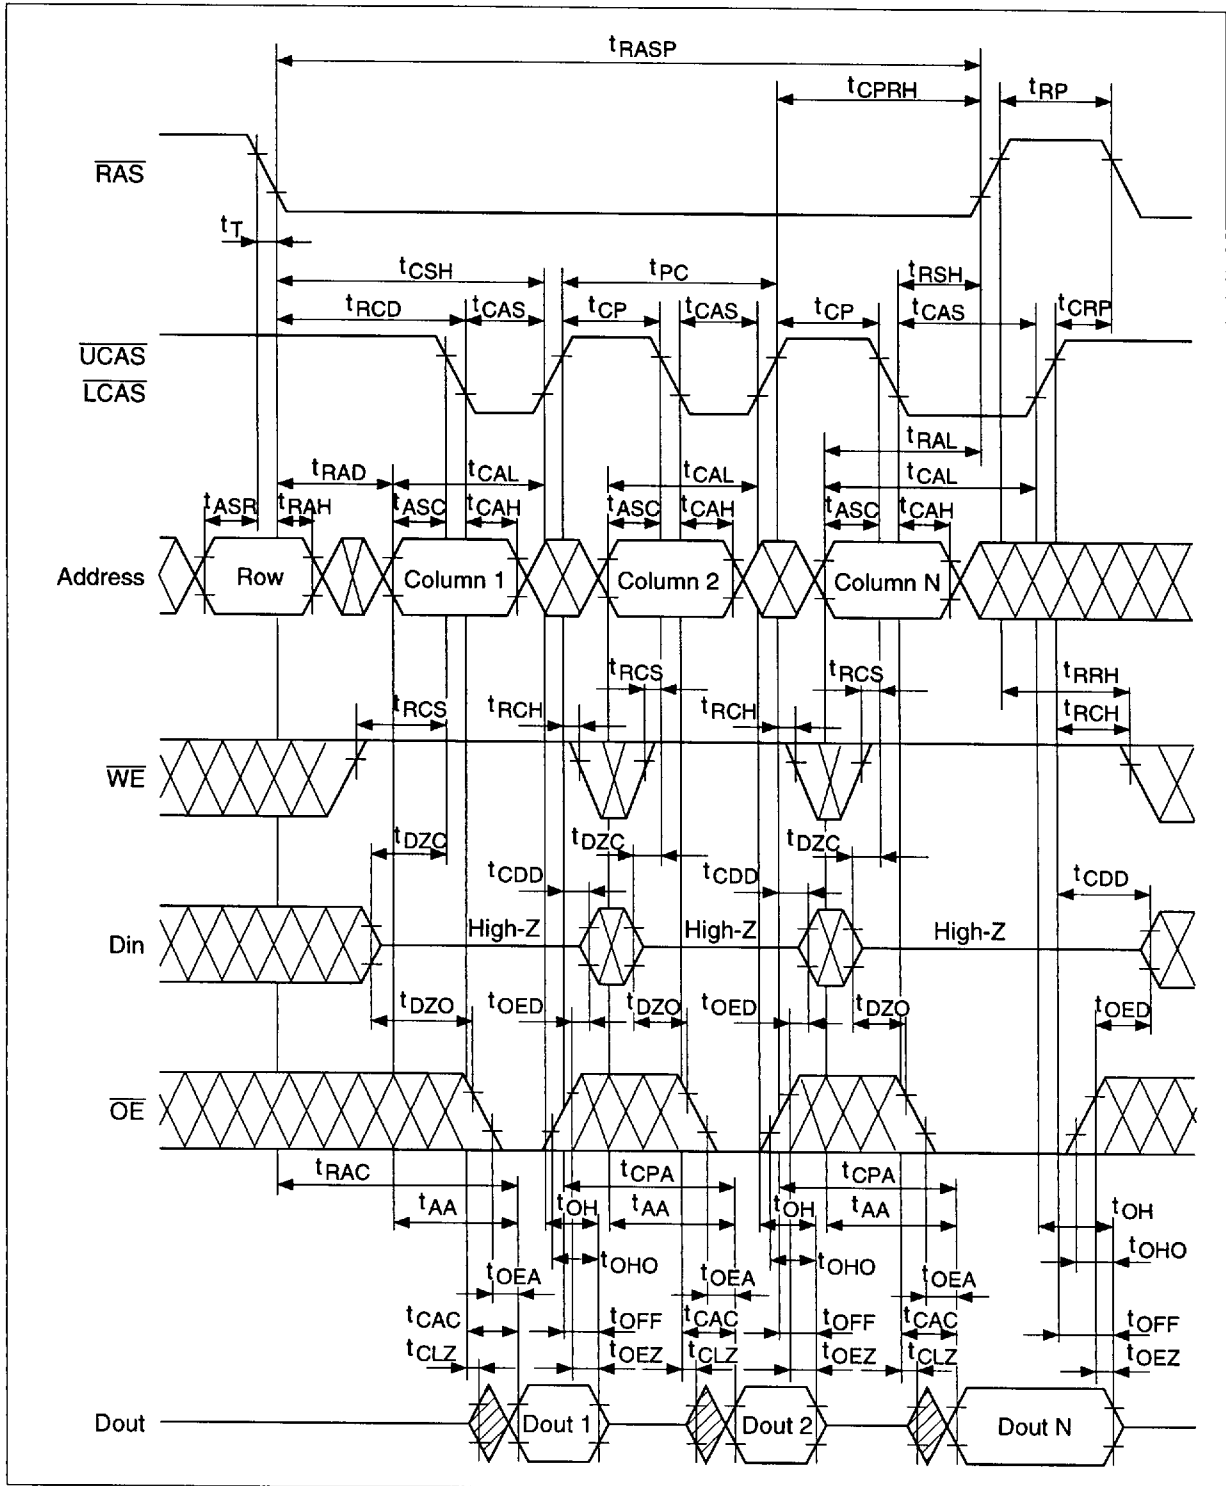 tRASP
tCPRH tRP
RAS
tT
tCSH tPC tRSH
tRCD tCAS tCP tCAS tCP tCAS tCRP
UCAS
LCAS
tRAL
tRAD tCAL tCAL tCAL
tASR tRAH tASC tCAH tASC tCAH tASC tCAH
Address Row Column 1 Column 2 Column N
tRCS tRCS tRRH
tRCS tRCH tRCH tRCH
WE
tDZC tDZC tDZC
tCDD tCDD tCDD
Din High-Z High-Z High-Z
tDZO tOED tDZO tOED tDZO tOED
OE
tRAC tCPA tCPA
tAA tOH tAA tOH tAA tOH
tOHO tOHO tOHO
tOEA tOEA tOEA
tCAC tOFF tCAC tOFF tCAC tOFF
tCLZ tOEZ tCLZ tOEZ tCLZ tOEZ
Dout Dout 1 Dout 2 Dout N